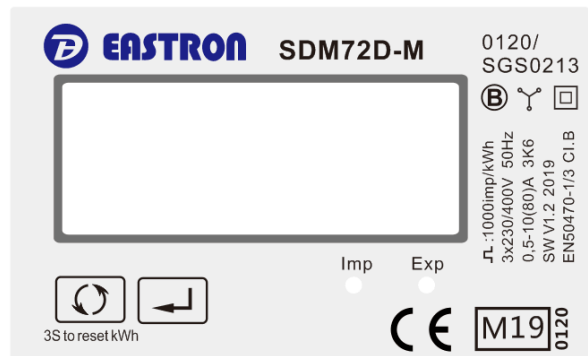 EASTRON SDM72D-M
0120/
SGS0213
B
:1000imp/kWh
3x230/400V 50Hz
0,5-10(80)A 3K6
SW V1.2 2019
EN50470-1/3 Cl.B
Imp Exp
3S to reset kWh
CE M19 0120